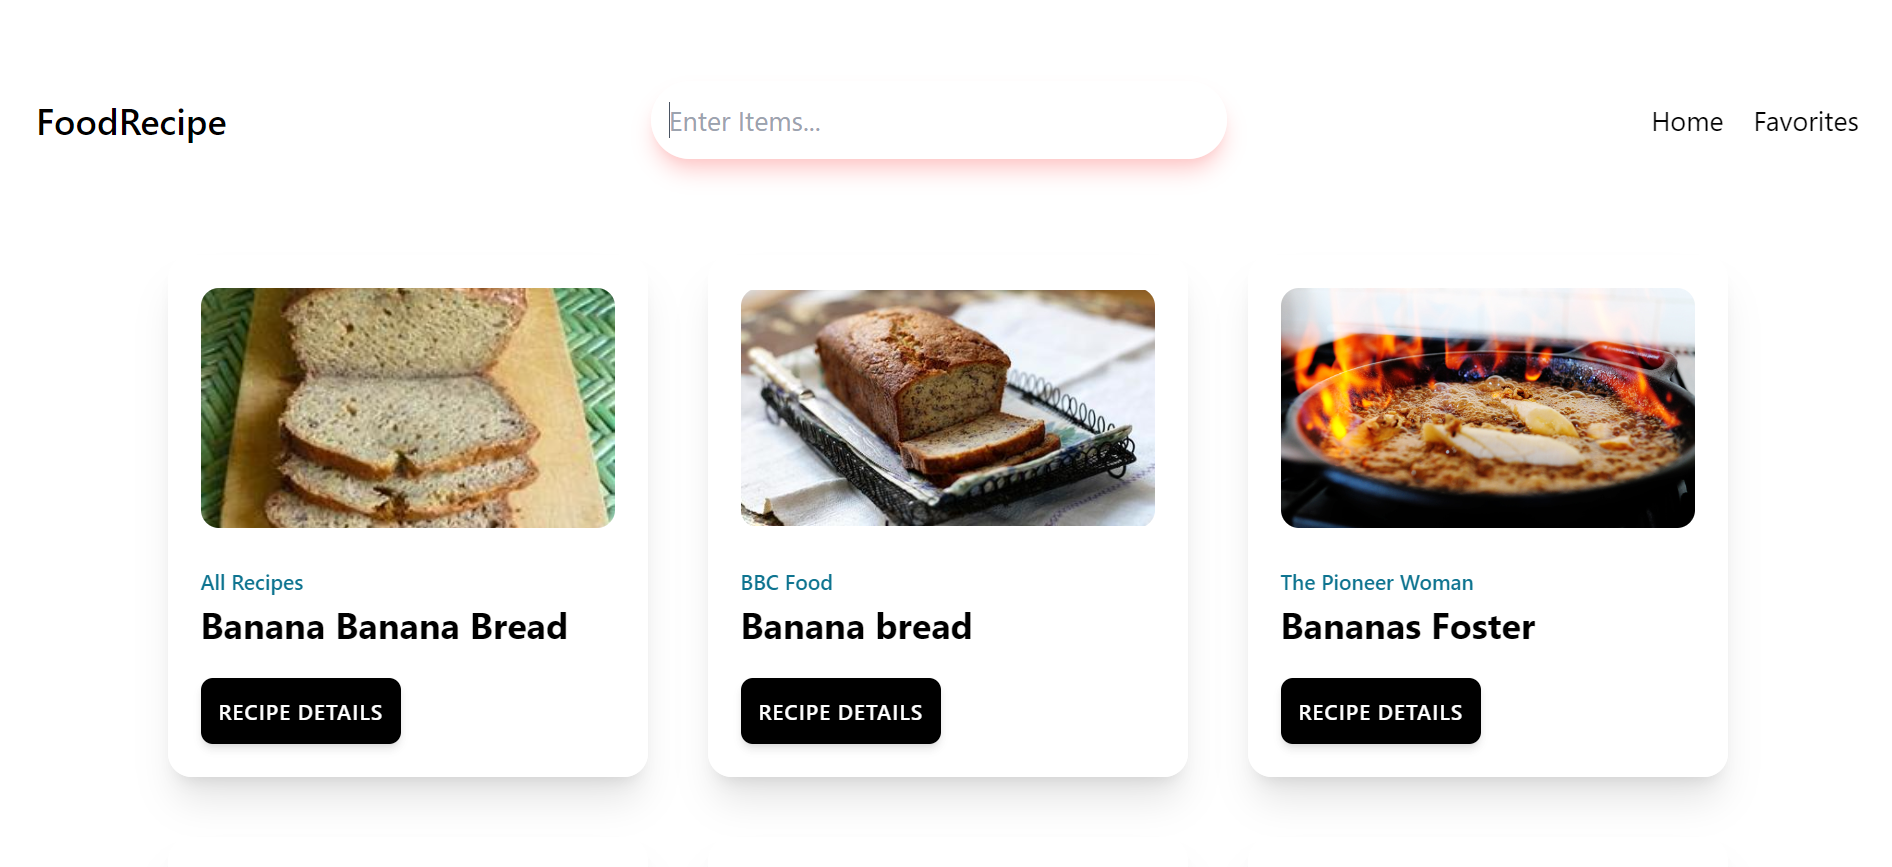 FoodRecipe
Enter Items...
Home
Favorites
All Recipes
Banana Banana Bread
RECIPE DETAILS
BBC Food
Banana bread
RECIPE DETAILS
The Pioneer Woman
Bananas Foster
RECIPE DETAILS